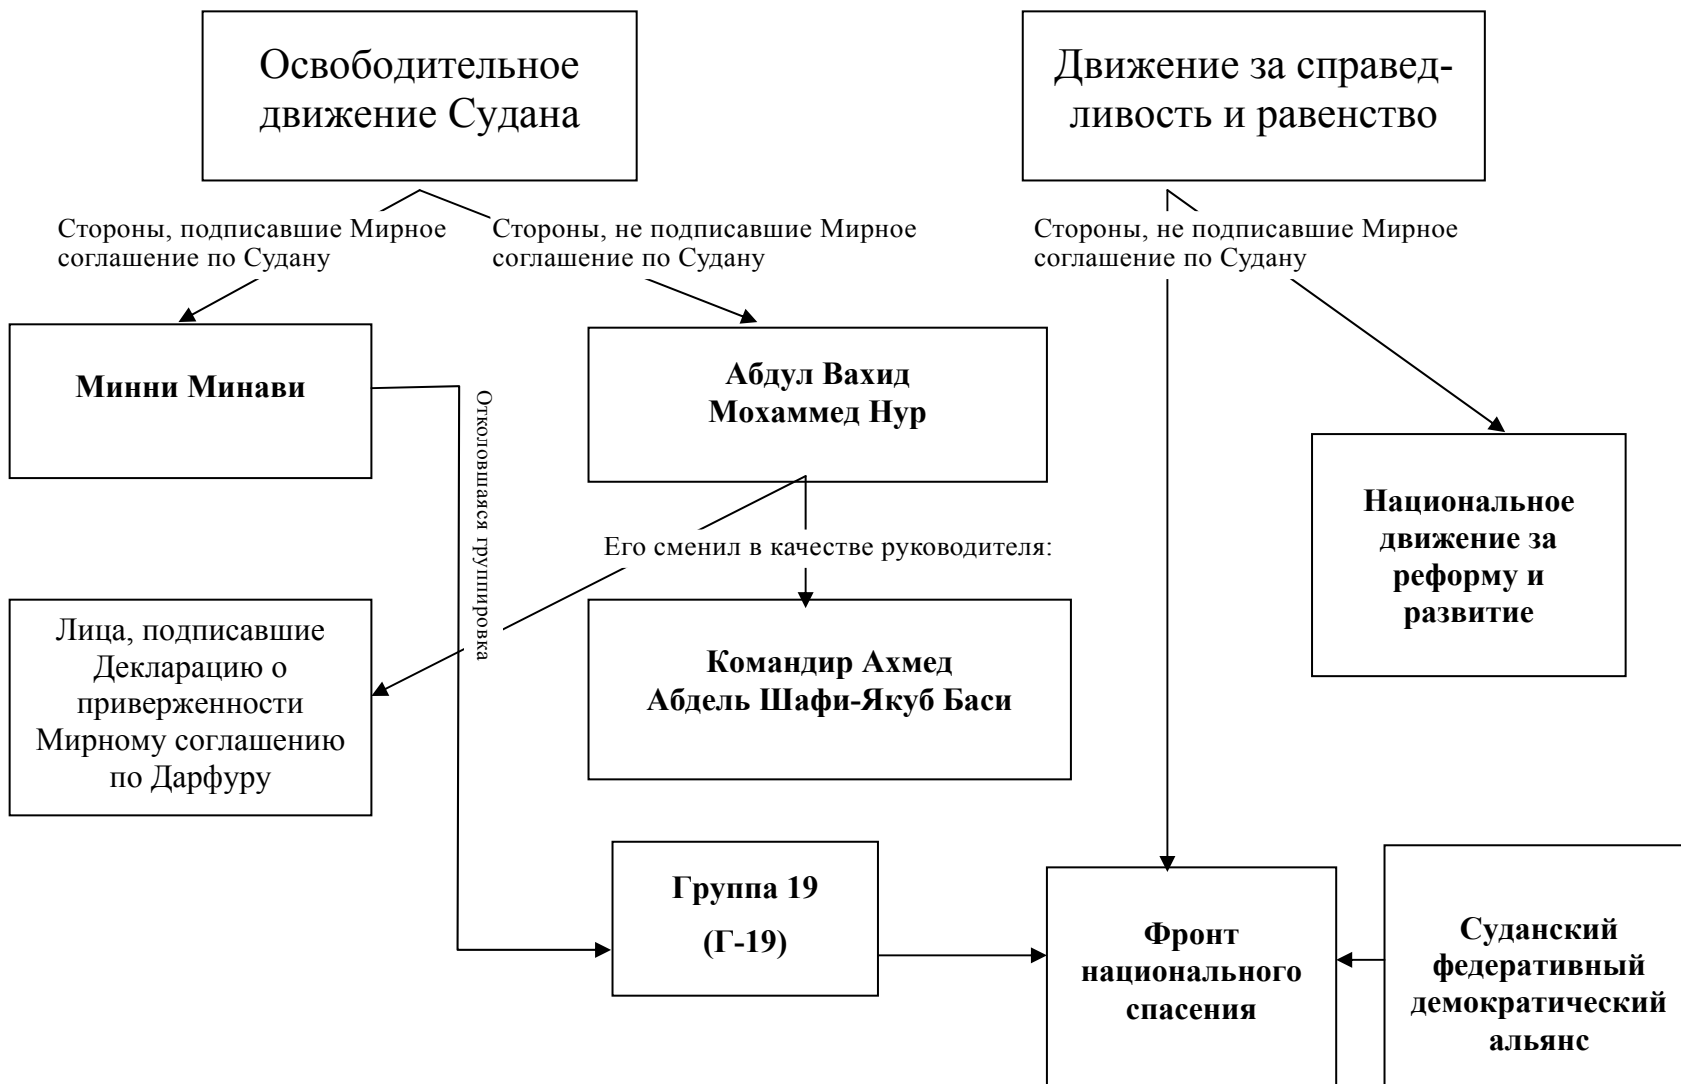 Освободительное
движение Судана
Движение за справед-
ливость и равенство
Стороны, подписавшие Мирное
соглашение по Судану
Стороны, не подписавшие Мирное
соглашение по Судану
Стороны, не подписавшие Мирное
соглашение по Судану
Минни Минави
Отколовшаяся группировка
Абдул Вахид
Мохаммед Нур
Национальное
движение за
реформу и
развитие
Его сменил в качестве руководителя:
Лица, подписавшие
Декларацию о
приверженности
Мирному соглашению
по Дарфуру
Командир Ахмед
Абдель Шафи-Якуб Баси
Группа 19
(Г-19)
Фронт
национального
спасения
Суданский
федеративный
демократический
альянс